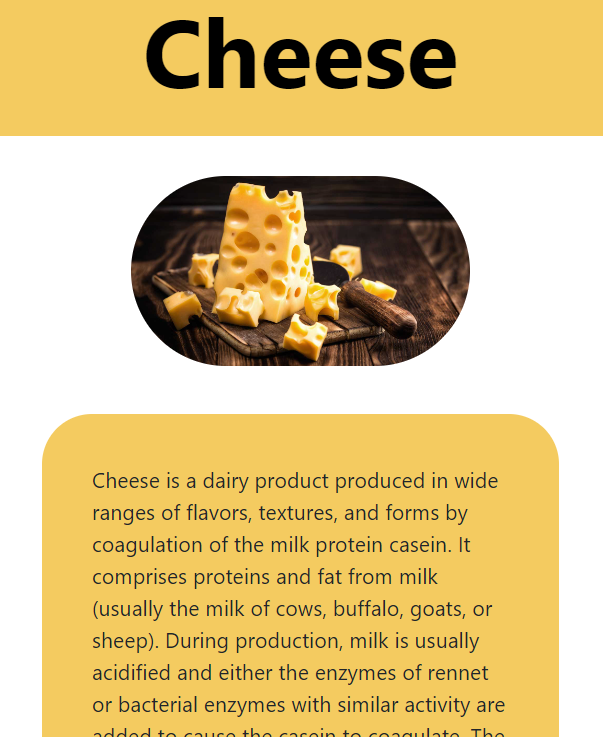 Cheese
Cheese is a dairy product produced in wide
ranges of flavors, textures, and forms by
coagulation of the milk protein casein. It
comprises proteins and fat from milk
(usually the milk of cows, buffalo, goats, or
sheep). During production, milk is usually
acidified and either the enzymes of rennet
or bacterial enzymes with similar activity are
added to cause the casein to coagulate. The